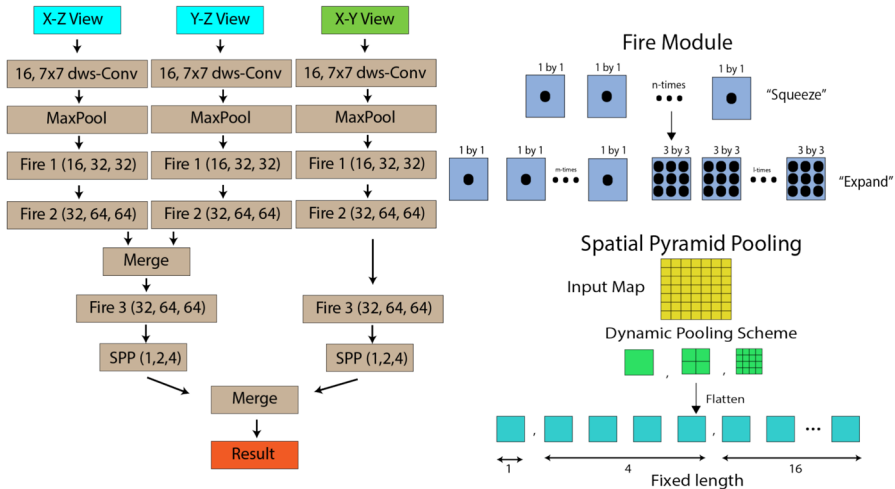 X-Z View
Y-Z View
X-Y View
16, 7x7 dws-Conv
16, 7x7 dws-Conv
16, 7x7 dws-Conv
MaxPool
MaxPool
MaxPool
Fire 1 (16, 32, 32)
Fire 1 (16, 32, 32)
Fire 1 (16, 32, 32)
Fire 2 (32, 64, 64)
Fire 2 (32, 64, 64)
Fire 2 (32, 64, 64)
Merge
Fire 3 (32, 64, 64)
Fire 3 (32, 64, 64)
SPP (1,2,4)
SPP (1,2,4)
Merge
Result
Fire Module
1 by 1
1 by 1
n-times
1 by 1
"Squeeze"
1 by 1
1 by 1
m-times
1 by 1
3 by 3
3 by 3
l-times
3 by 3
"Expand"
Spatial Pyramid Pooling
Input Map
Dynamic Pooling Scheme
, ,
Flatten
, ,
1
4
16
Fixed length